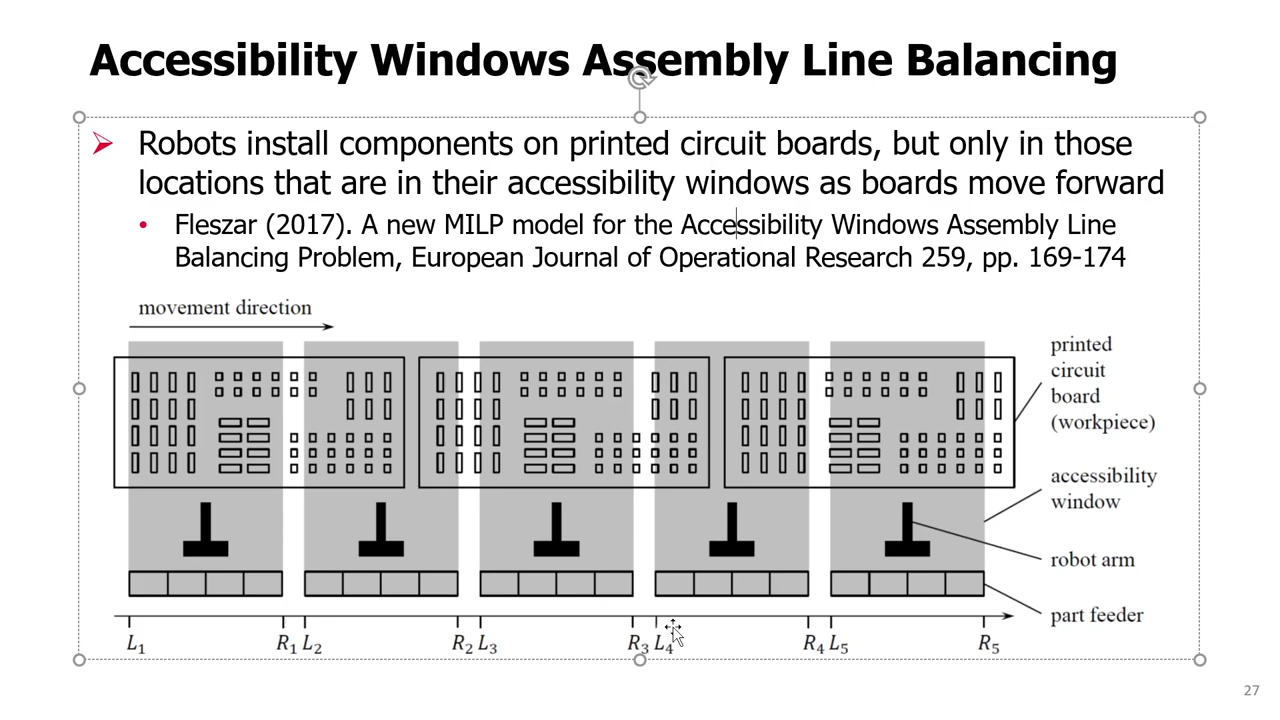 Accessibility Windows Assembly Line Balancing
Robots install components on printed circuit boards, but only in those
locations that are in their accessibility windows as boards move forward
Fleszar (2017). A new MILP model for the Accessibility Windows Assembly Line
Balancing Problem, European Journal of Operational Research 259, pp. 169-174
movement direction
printed
circuit
board
(workpiece)
accessibility
window
robot arm
part feeder
L₁ R₁ L₂ R₂ L₃ R₃ L₄ R₄ L₅ R₅
27